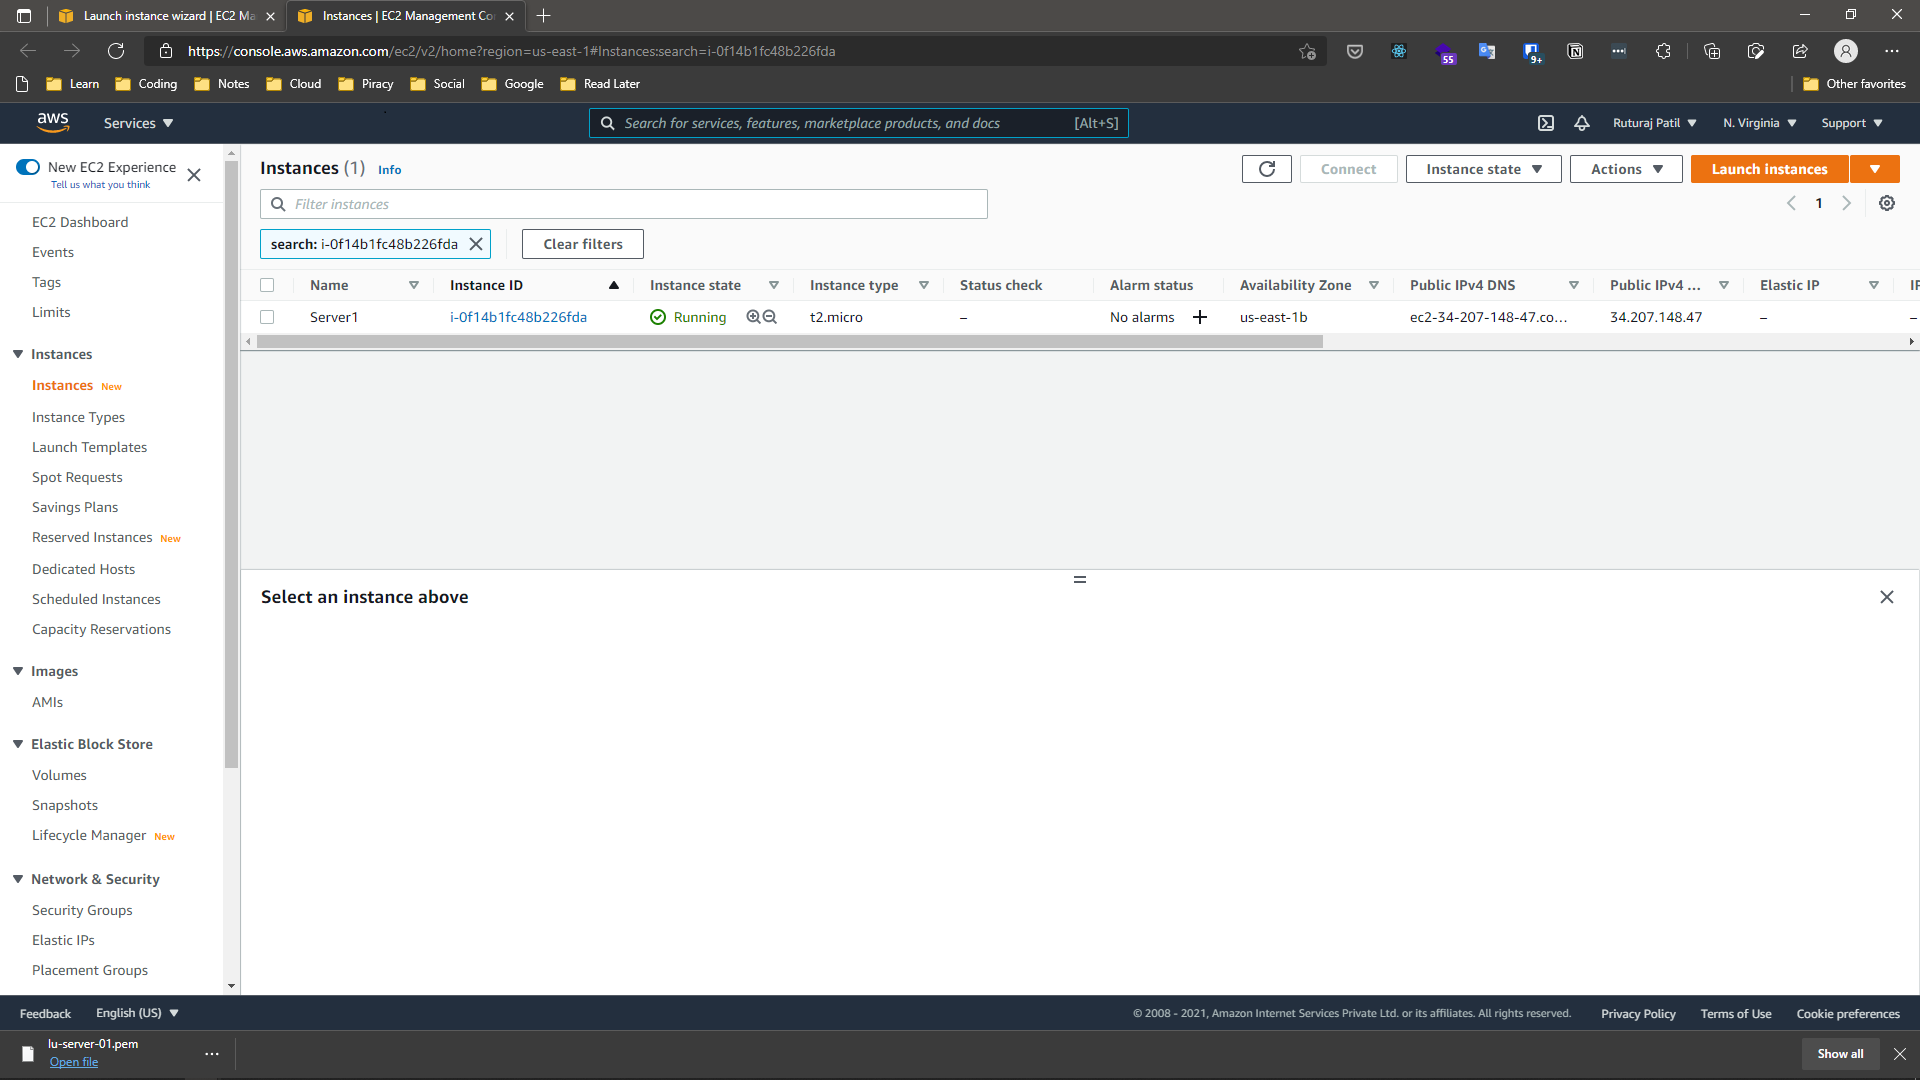 Launch instance wizard | EC2 Ma
Instances | EC2 Management Co
https://console.aws.amazon.com/ec2/v2/home?region=us-east-1#Instances:search=i-0f14b1fc48b226fda
55
9+
Learn
Coding
Notes
Cloud
Piracy
Social
Google
Read Later
Other favorites
aws
Services
Search for services, features, marketplace products, and docs
[Alt+S]
Ruturaj Patil
N. Virginia
Support
New EC2 Experience
Tell us what you think
EC2 Dashboard
Events
Tags
Limits
Instances
Instances New
Instance Types
Launch Templates
Spot Requests
Savings Plans
Reserved Instances New
Dedicated Hosts
Scheduled Instances
Capacity Reservations
Images
AMIs
Elastic Block Store
Volumes
Snapshots
Lifecycle Manager New
Network & Security
Security Groups
Elastic IPs
Placement Groups
Instances (1) Info
Connect
Instance state
Actions
Launch instances
Filter instances
1
search: i-0f14b1fc48b226fda
Clear filters
Name
Instance ID
Instance state
Instance type
Status check
Alarm status
Availability Zone
Public IPv4 DNS
Public IPv4 ...
Elastic IP
IP
Server1
i-0f14b1fc48b226fda
Running
t2.micro
–
No alarms
us-east-1b
ec2-34-207-148-47.co...
34.207.148.47
–
–
Select an instance above
Feedback
English (US)
© 2008 - 2021, Amazon Internet Services Private Ltd. or its affiliates. All rights reserved.
Privacy Policy
Terms of Use
Cookie preferences
lu-server-01.pem
Open file
Show all